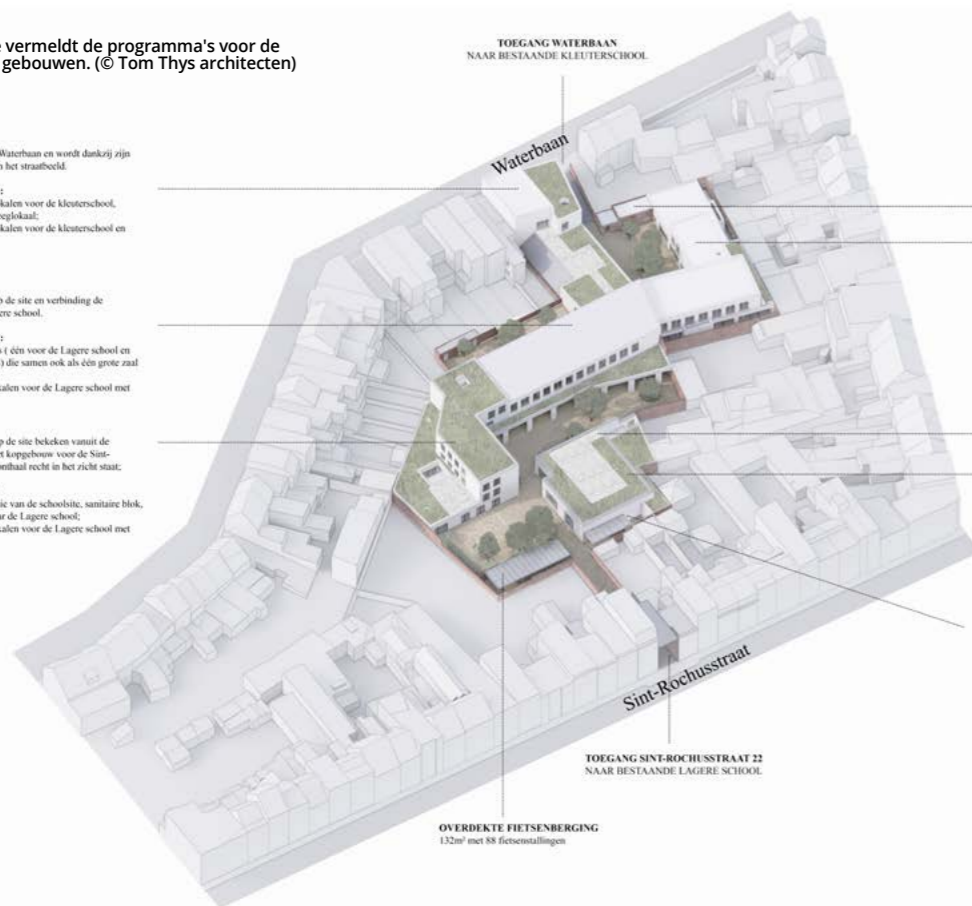 e vermeldt de programma's voor de
gebouwen. (© Tom Thys architecten)
TOEGANG WATERBAAN
NAAR BESTAANDE KLEUTERSCHOOL
Waterbaan en wordt dankzij zijn
n het straatbeeld.
:
kalen voor de kleuterschool,
eeglokaal;
kalen voor de kleuterschool en
p de site en verbinding de
ere school.
:
s ( één voor de Lagere school en
) die samen ook als één grote zaal
kalen voor de Lagere school met
p de site bekeken vanuit de
t kopgebouw voor de Sint-
onthaal recht in het zicht staat;
ie van de schoolsite, sanitaire blok,
ar de Lagere school;
kalen voor de Lagere school met
Waterbaan
Sint-Rochusstraat
TOEGANG SINT-ROCHUSSTRAAT 22
NAAR BESTAANDE LAGERE SCHOOL
OVERDEKTE FIETSENBERGING
132m² met 88 fietsenstallingen